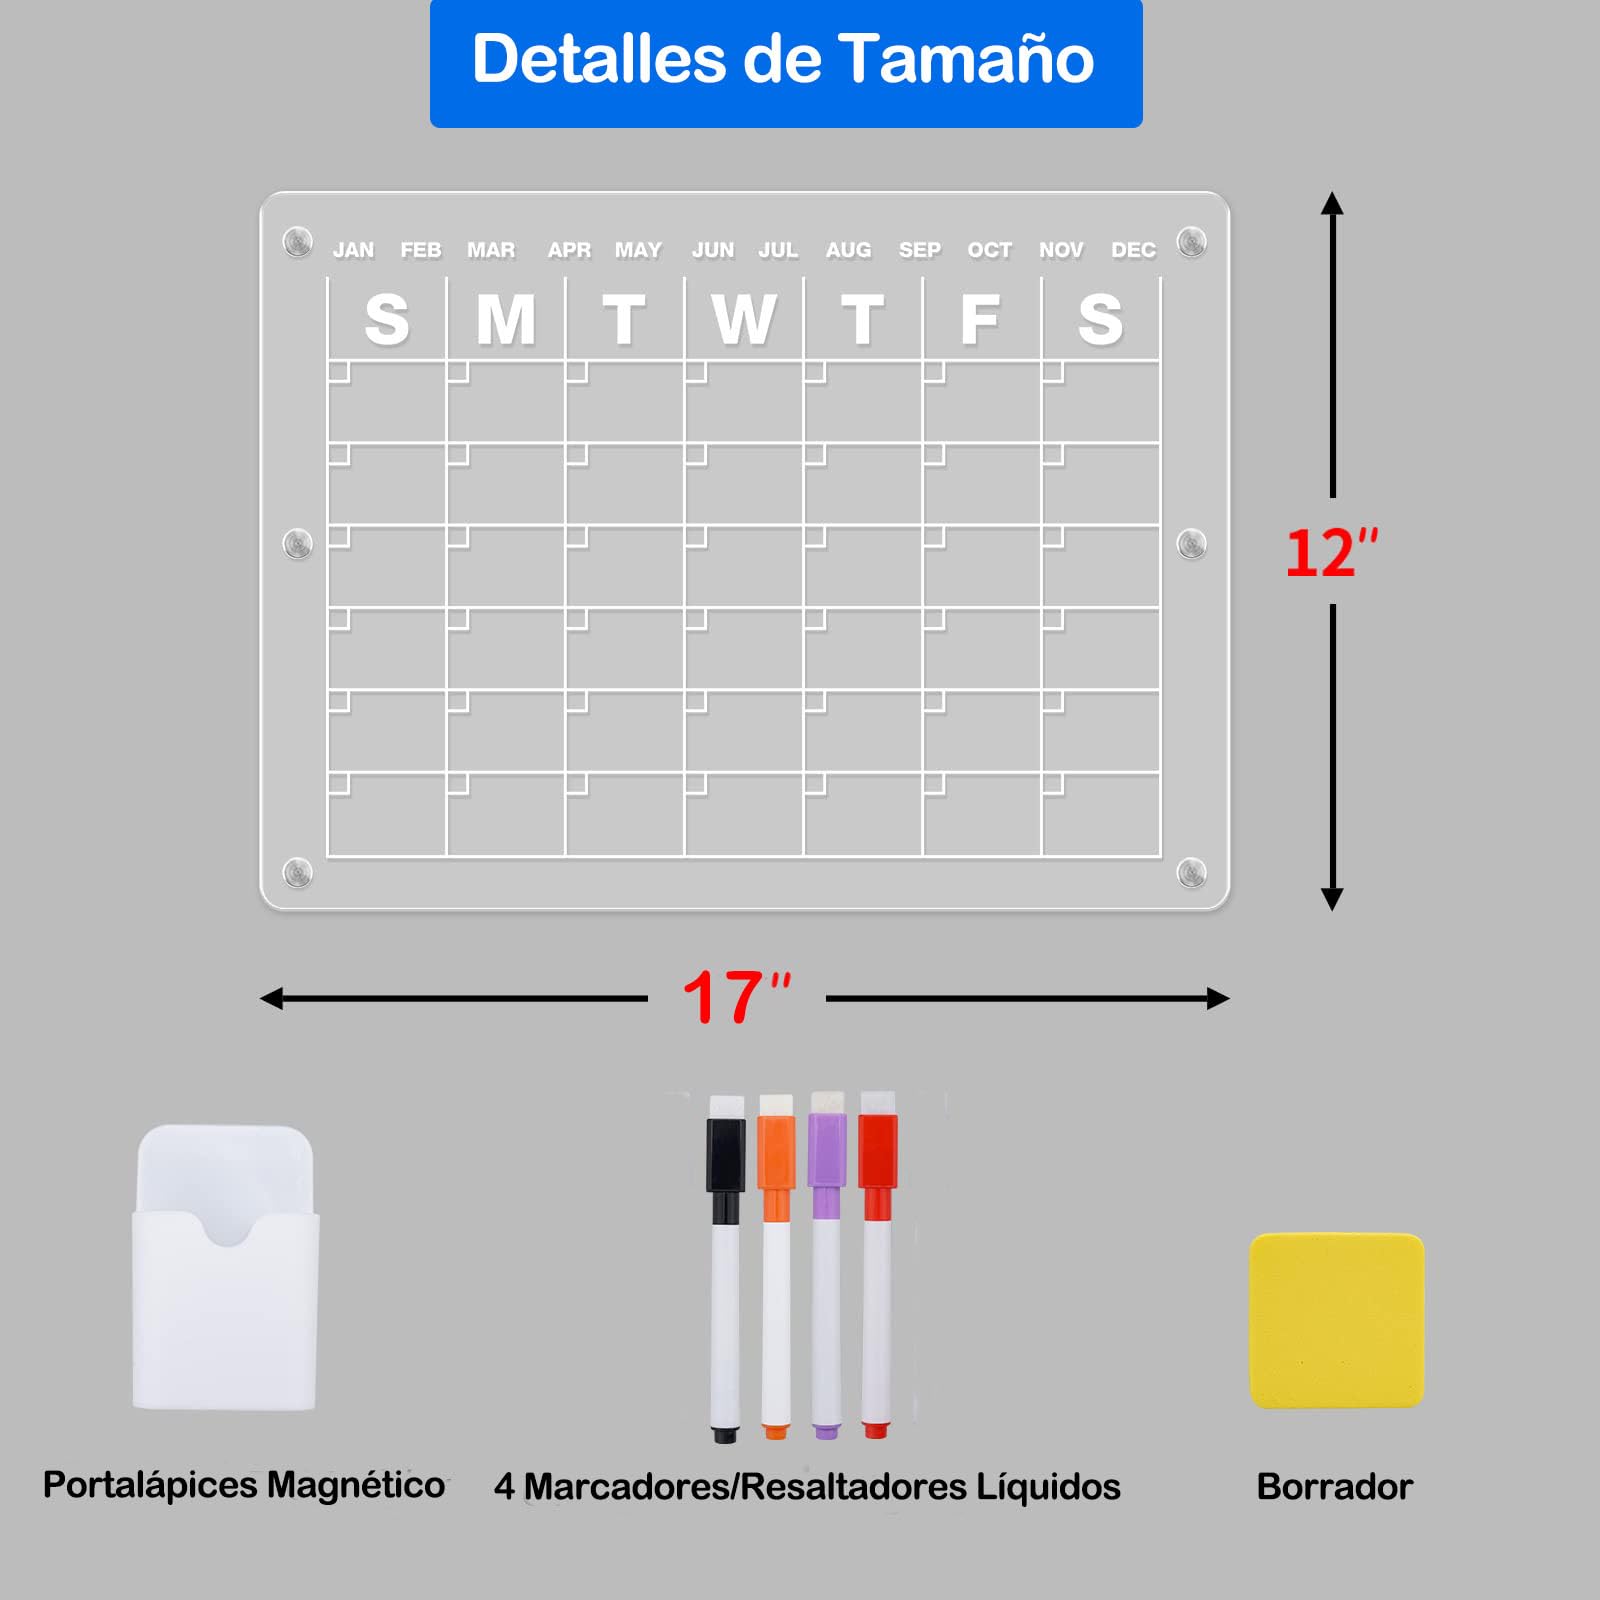 Detalles de Tamaño
JAN FEB MAR APR MAY JUN JUL AUG SEP OCT NOV DEC
S M T W T F S
12"
17"
Portalápices Magnético
4 Marcadores/Resaltadores Líquidos
Borrador